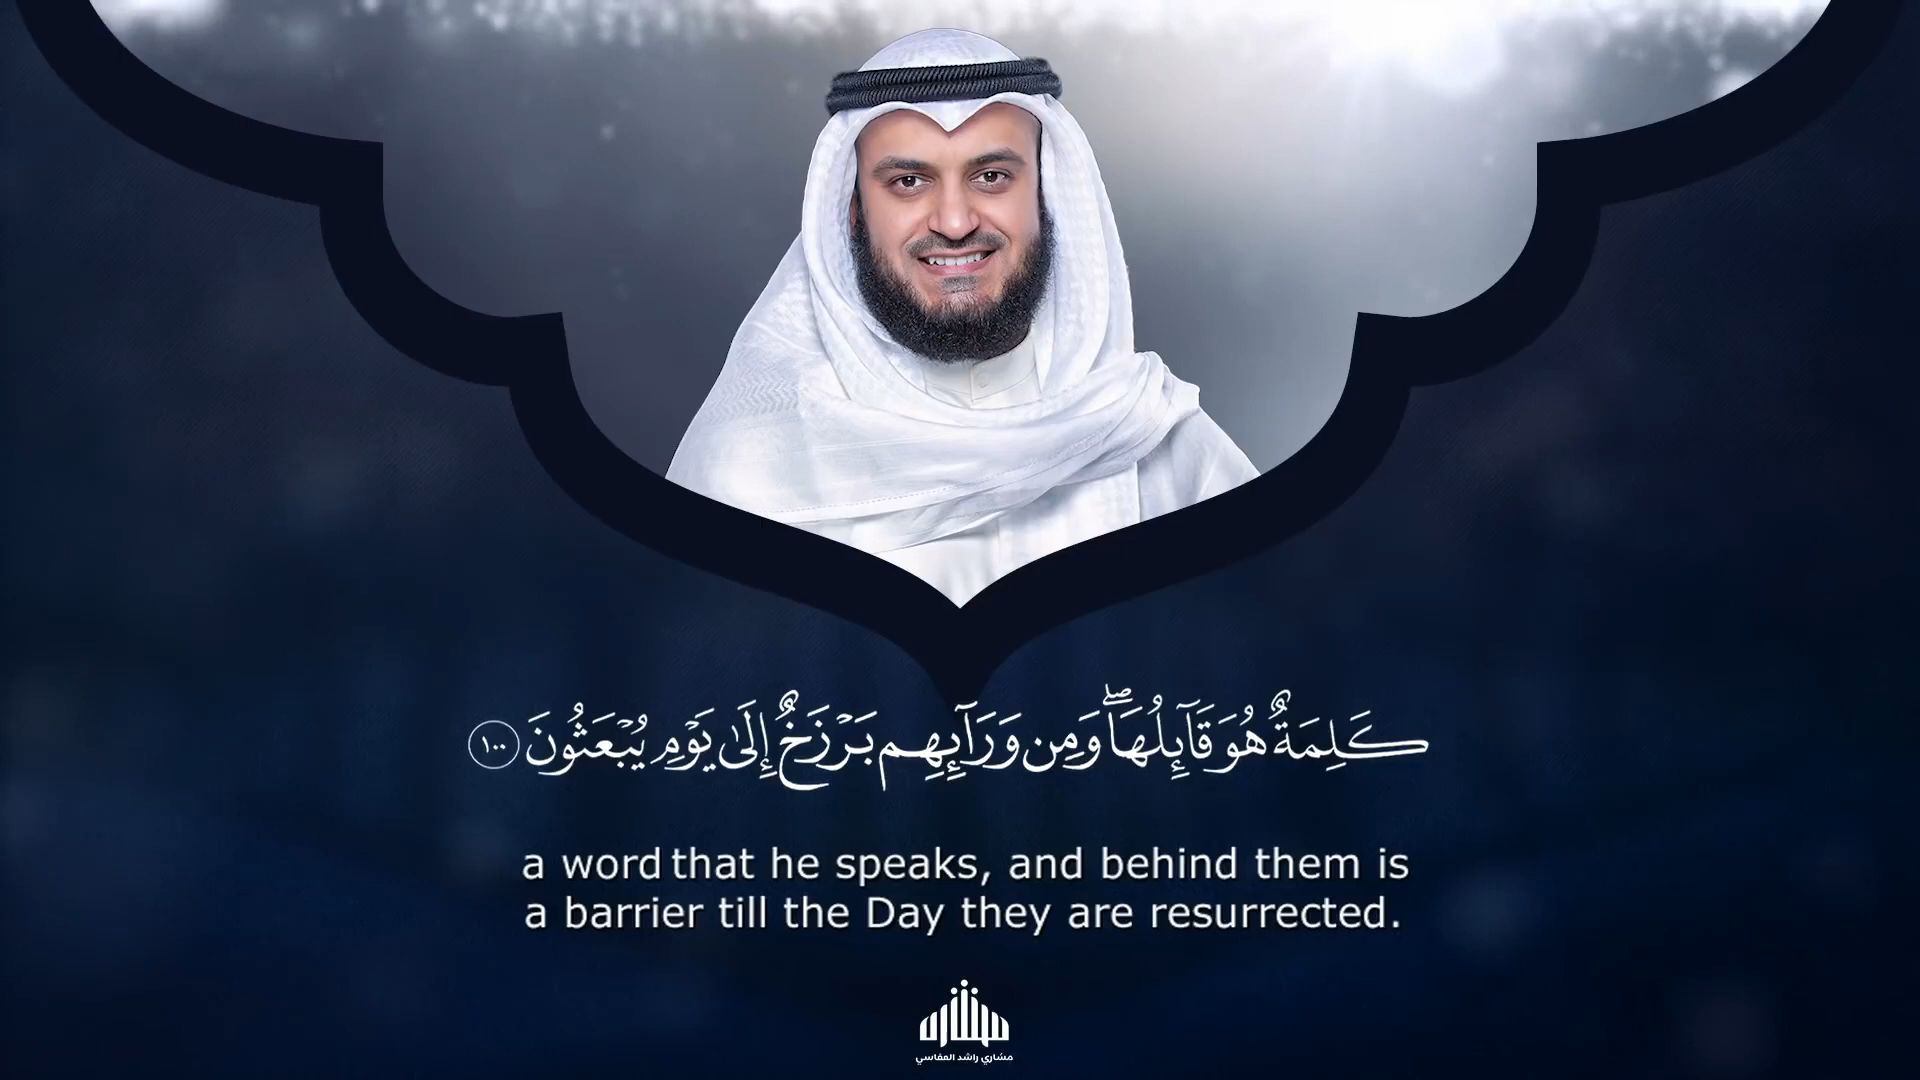 كَلِمَةٌ هُوَ قَآئِلُهَا ۖ وَمِن وَرَآئِهِم بَرْزَخٌ إِلَىٰ يَوْمِ يُبْعَثُونَ ١٠٠
a word that he speaks, and behind them is
a barrier till the Day they are resurrected.
مشاري
مشاري راشد العفاسي